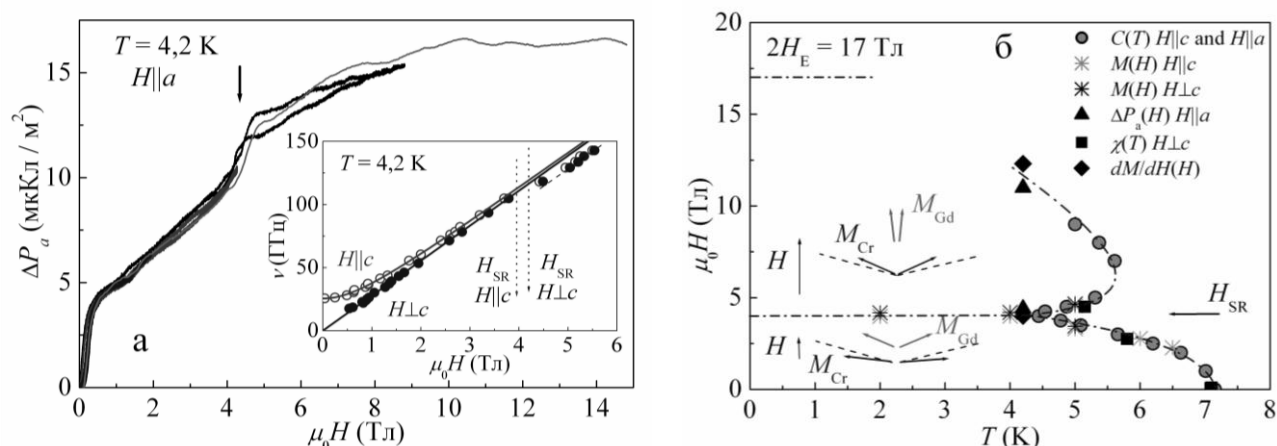 T = 4,2 K
H||a
ΔPₐ (мкКл / м²)
15
10
5
0
а
0 2 4 6 8 10 12 14
μ₀H (Тл)
T = 4,2 K
ν (ГГц)
150
100
50
0
H||c
H⊥c
H_SR
H||c
H_SR
H⊥c
0 1 2 3 4 5 6
μ₀H (Тл)
2H_E = 17 Тл
б
C(T) H||c and H||a
M(H) H||c
M(H) H⊥c
ΔPₐ(H) H||a
χ(T) H⊥c
dM/dH(H)
μ₀H (Тл)
20
15
10
5
0
M_Gd
M_Cr
H
H_SR
M_Gd
H
M_Cr
0 1 2 3 4 5 6 7 8
T (K)